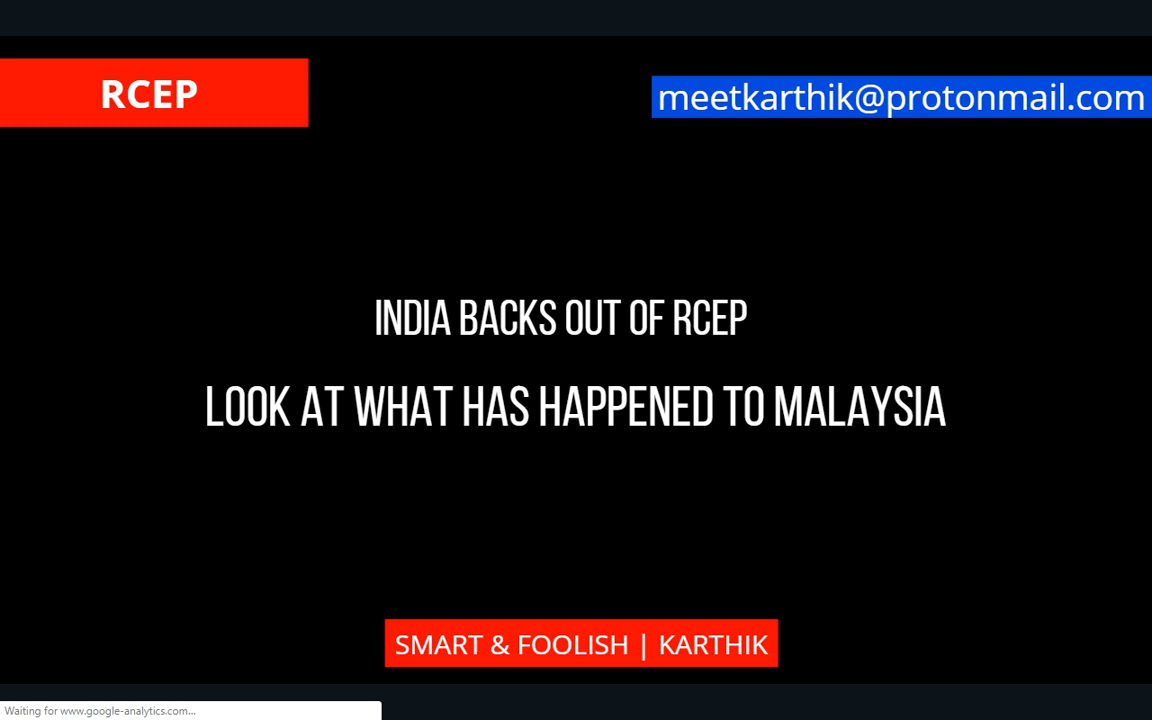 RCEP
meetkarthik@protonmail.com
INDIA BACKS OUT OF RCEP
LOOK AT WHAT HAS HAPPENED TO MALAYSIA
SMART & FOOLISH | KARTHIK
Waiting for www.google-analytics.com...